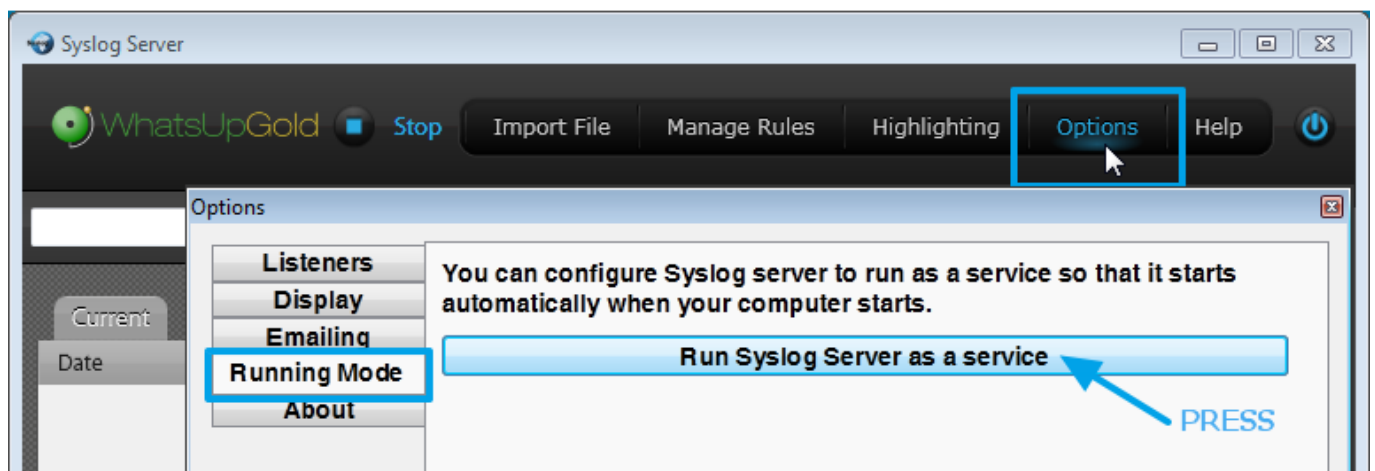 Syslog Server
WhatsUpGold Stop Import File Manage Rules Highlighting Options Help
Options
Listeners
Display
Emailing
Running Mode
About
You can configure Syslog server to run as a service so that it starts
automatically when your computer starts.
Run Syslog Server as a service
PRESS
Current
Date